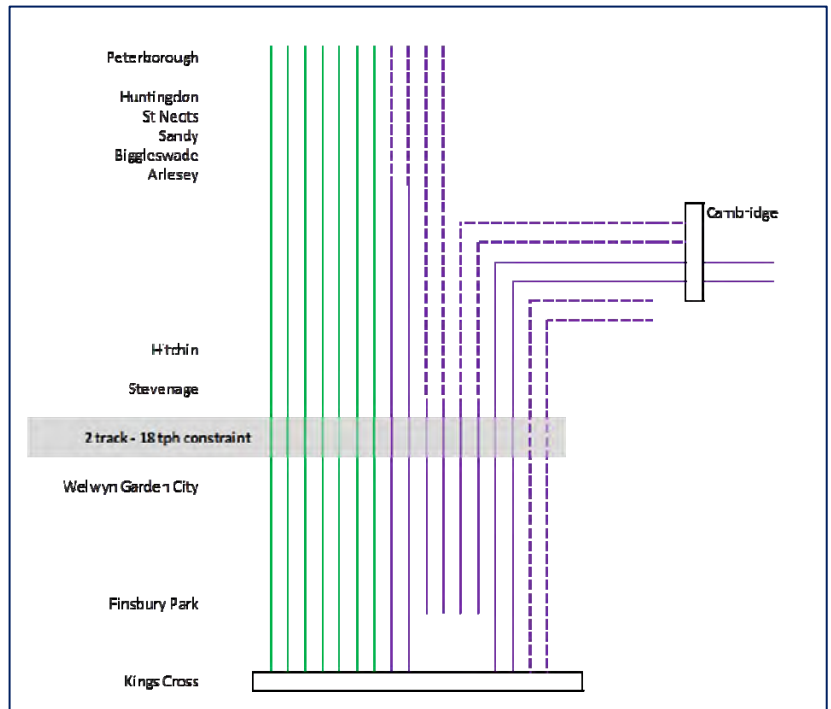 Peterborough
Huntingdon
St Neots
Sandy
Biggleswade
Arlesey
Cambridge
Hitchin
Stevenage
2 track - 18 tph constraint
Welwyn Garden City
Finsbury Park
Kings Cross